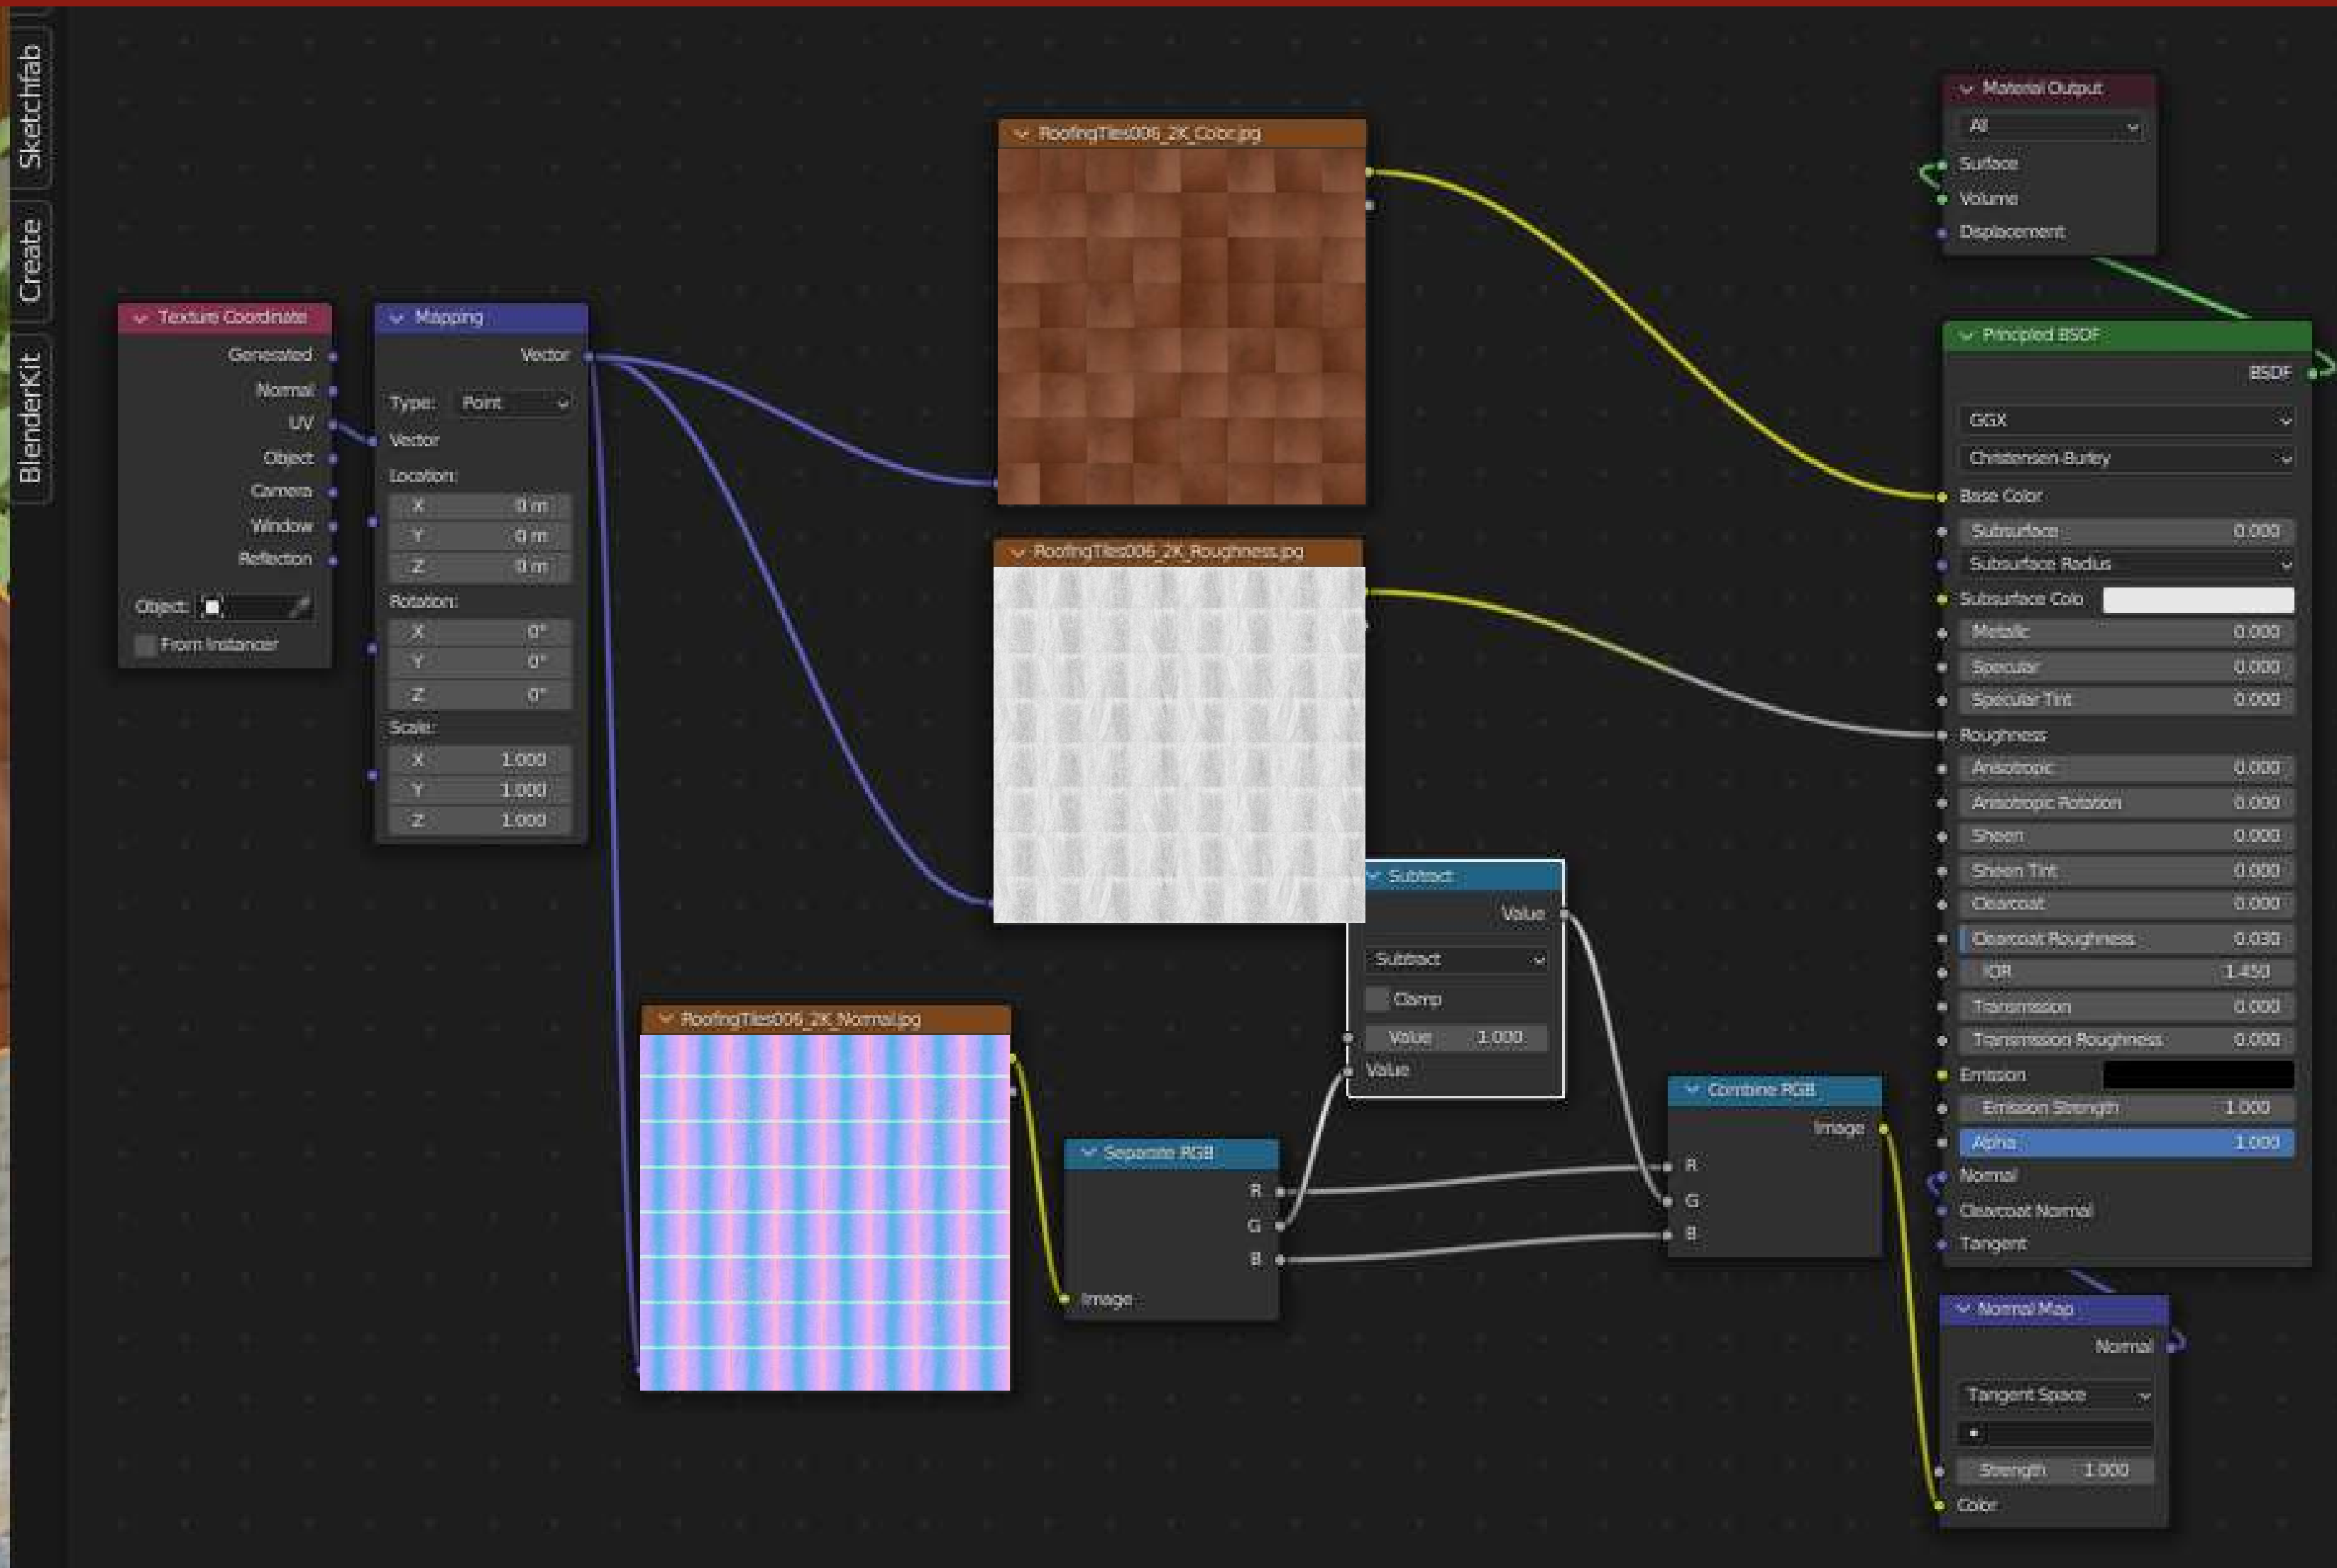 Sketchfab
Create
BlenderKit
Texture Coordinate
Generated
Normal
UV
Object
Camera
Window
Reflection
Object:
From Instancer
Mapping
Vector
Type: Point
Vector
Location:
X 0 m
Y 0 m
Z 0 m
Rotation:
X 0°
Y 0°
Z 0°
Scale:
X 1.000
Y 1.000
Z 1.000
RoofingTiles006_2K_Color.jpg
RoofingTiles006_2K_Roughness.jpg
RoofingTiles006_2K_Normal.jpg
Separate RGB
R
G
B
Image
Subtract
Value
Subtract
Clamp
Value 1.000
Value
Combine RGB
Image
R
G
B
Material Output
All
Surface
Volume
Displacement
Principled BSDF
BSDF
GGX
Christensen-Burley
Base Color
Subsurface 0.000
Subsurface Radius
Subsurface Colo
Metallic 0.000
Specular 0.000
Specular Tint 0.000
Roughness
Anisotropic 0.000
Anisotropic Rotation 0.000
Sheen 0.000
Sheen Tint 0.000
Clearcoat 0.000
Clearcoat Roughness 0.030
IOR 1.450
Transmission 0.000
Transmission Roughness 0.000
Emission
Emission Strength 1.000
Alpha 1.000
Normal
Clearcoat Normal
Tangent
Normal Map
Normal
Tangent Space
Strength 1.000
Color